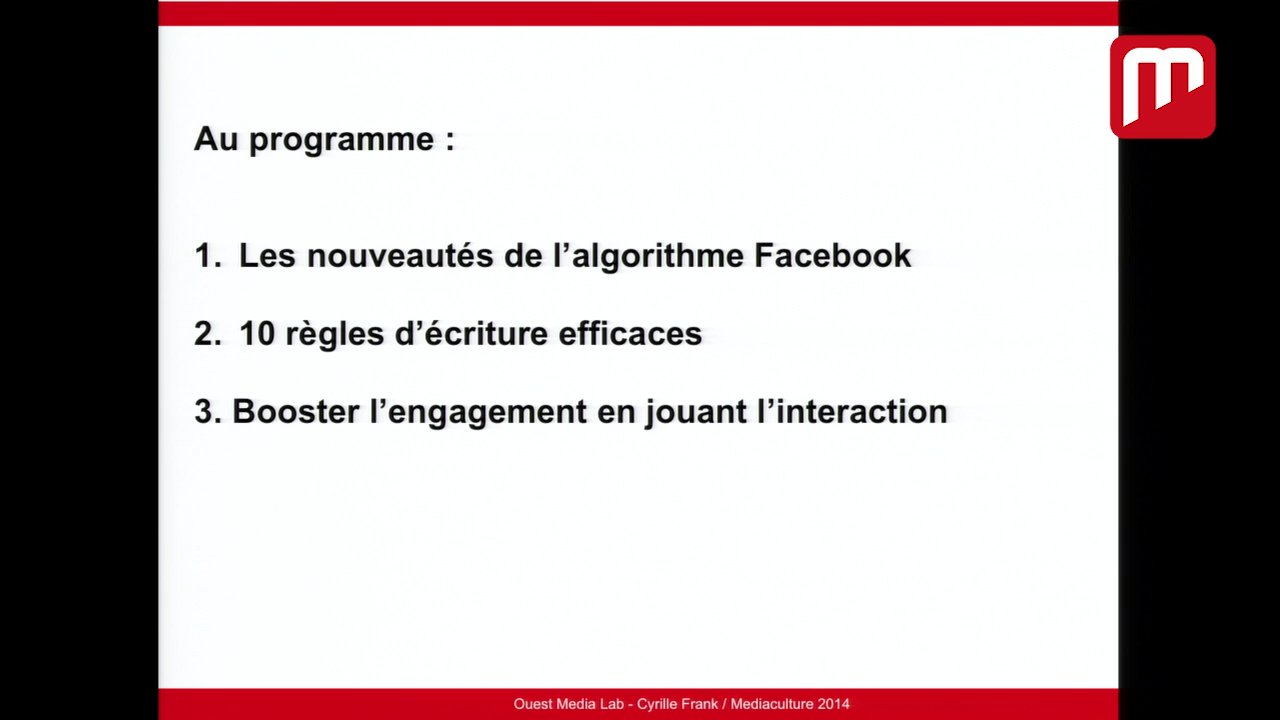 Au programme :
1. Les nouveautés de l’algorithme Facebook
2. 10 règles d’écriture efficaces
3. Booster l’engagement en jouant l’interaction
Ouest Media Lab - Cyrille Frank / Mediaculture 2014